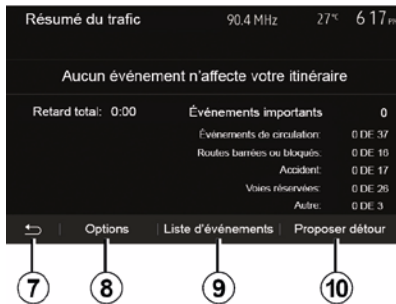 Résumé du trafic 90.4 MHz 27°C 6 17 PM
Aucun événement n'affecte votre itinéraire
Retard total: 0:00 Événements importants 0
Événements de circulation: 0 DE 37
Routes barrées ou bloqués: 0 DE 16
Accident: 0 DE 17
Voies réservées: 0 DE 26
Autre: 0 DE 3
Options Liste d'événements Proposer détour
7 8 9 10